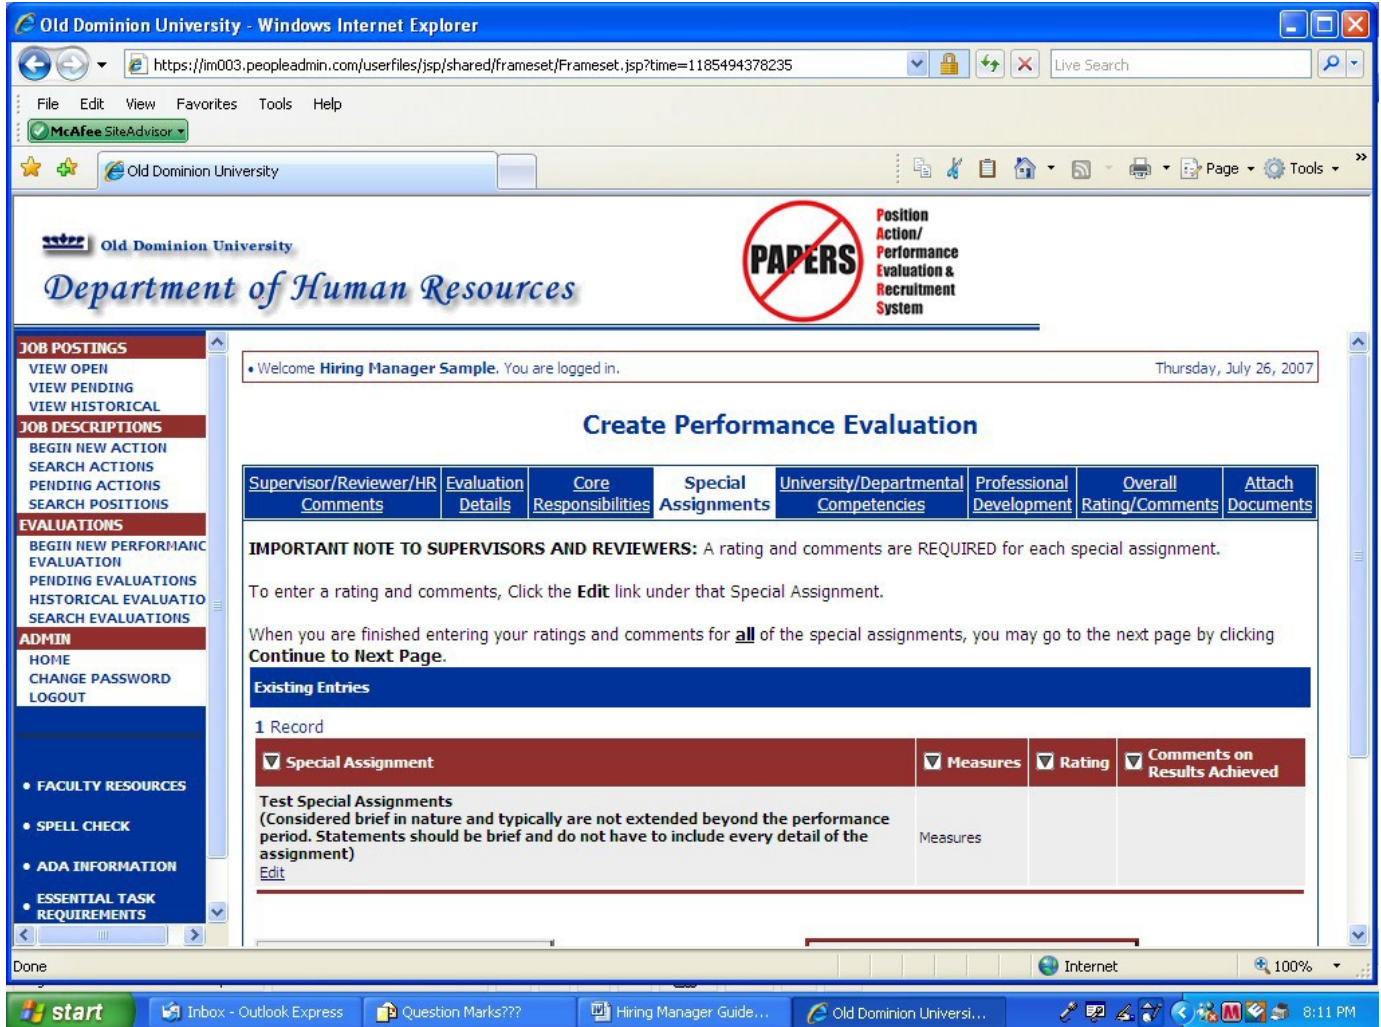 Old Dominion University - Windows Internet Explorer
https://im003.peopleadmin.com/userfiles/jsp/shared/frameset/Frameset.jsp?time=1185494378235
Live Search
File Edit View Favorites Tools Help
McAfee SiteAdvisor
Old Dominion University
Page Tools
Old Dominion University
Department of Human Resources
PAPERS
Position
Action/
Performance
Evaluation &
Recruitment
System
JOB POSTINGS
VIEW OPEN
VIEW PENDING
VIEW HISTORICAL
JOB DESCRIPTIONS
BEGIN NEW ACTION
SEARCH ACTIONS
PENDING ACTIONS
SEARCH POSITIONS
EVALUATIONS
BEGIN NEW PERFORMANC
EVALUATION
PENDING EVALUATIONS
HISTORICAL EVALUATIO
SEARCH EVALUATIONS
ADMIN
HOME
CHANGE PASSWORD
LOGOUT
• FACULTY RESOURCES
• SPELL CHECK
• ADA INFORMATION
• ESSENTIAL TASK
REQUIREMENTS
• Welcome Hiring Manager Sample. You are logged in. Thursday, July 26, 2007
Create Performance Evaluation
Supervisor/Reviewer/HR Comments
Evaluation Details
Core Responsibilities
Special Assignments
University/Departmental Competencies
Professional Development
Overall Rating/Comments
Attach Documents
IMPORTANT NOTE TO SUPERVISORS AND REVIEWERS: A rating and comments are REQUIRED for each special assignment.
To enter a rating and comments, Click the Edit link under that Special Assignment.
When you are finished entering your ratings and comments for all of the special assignments, you may go to the next page by clicking
Continue to Next Page.
Existing Entries
1 Record
Special Assignment Measures Rating Comments on
Results Achieved
Test Special Assignments
(Considered brief in nature and typically are not extended beyond the performance
period. Statements should be brief and do not have to include every detail of the
assignment)
Measures
Edit
Done Internet 100%
start Inbox - Outlook Express Question Marks??? Hiring Manager Guide... Old Dominion Universi... 8:11 PM